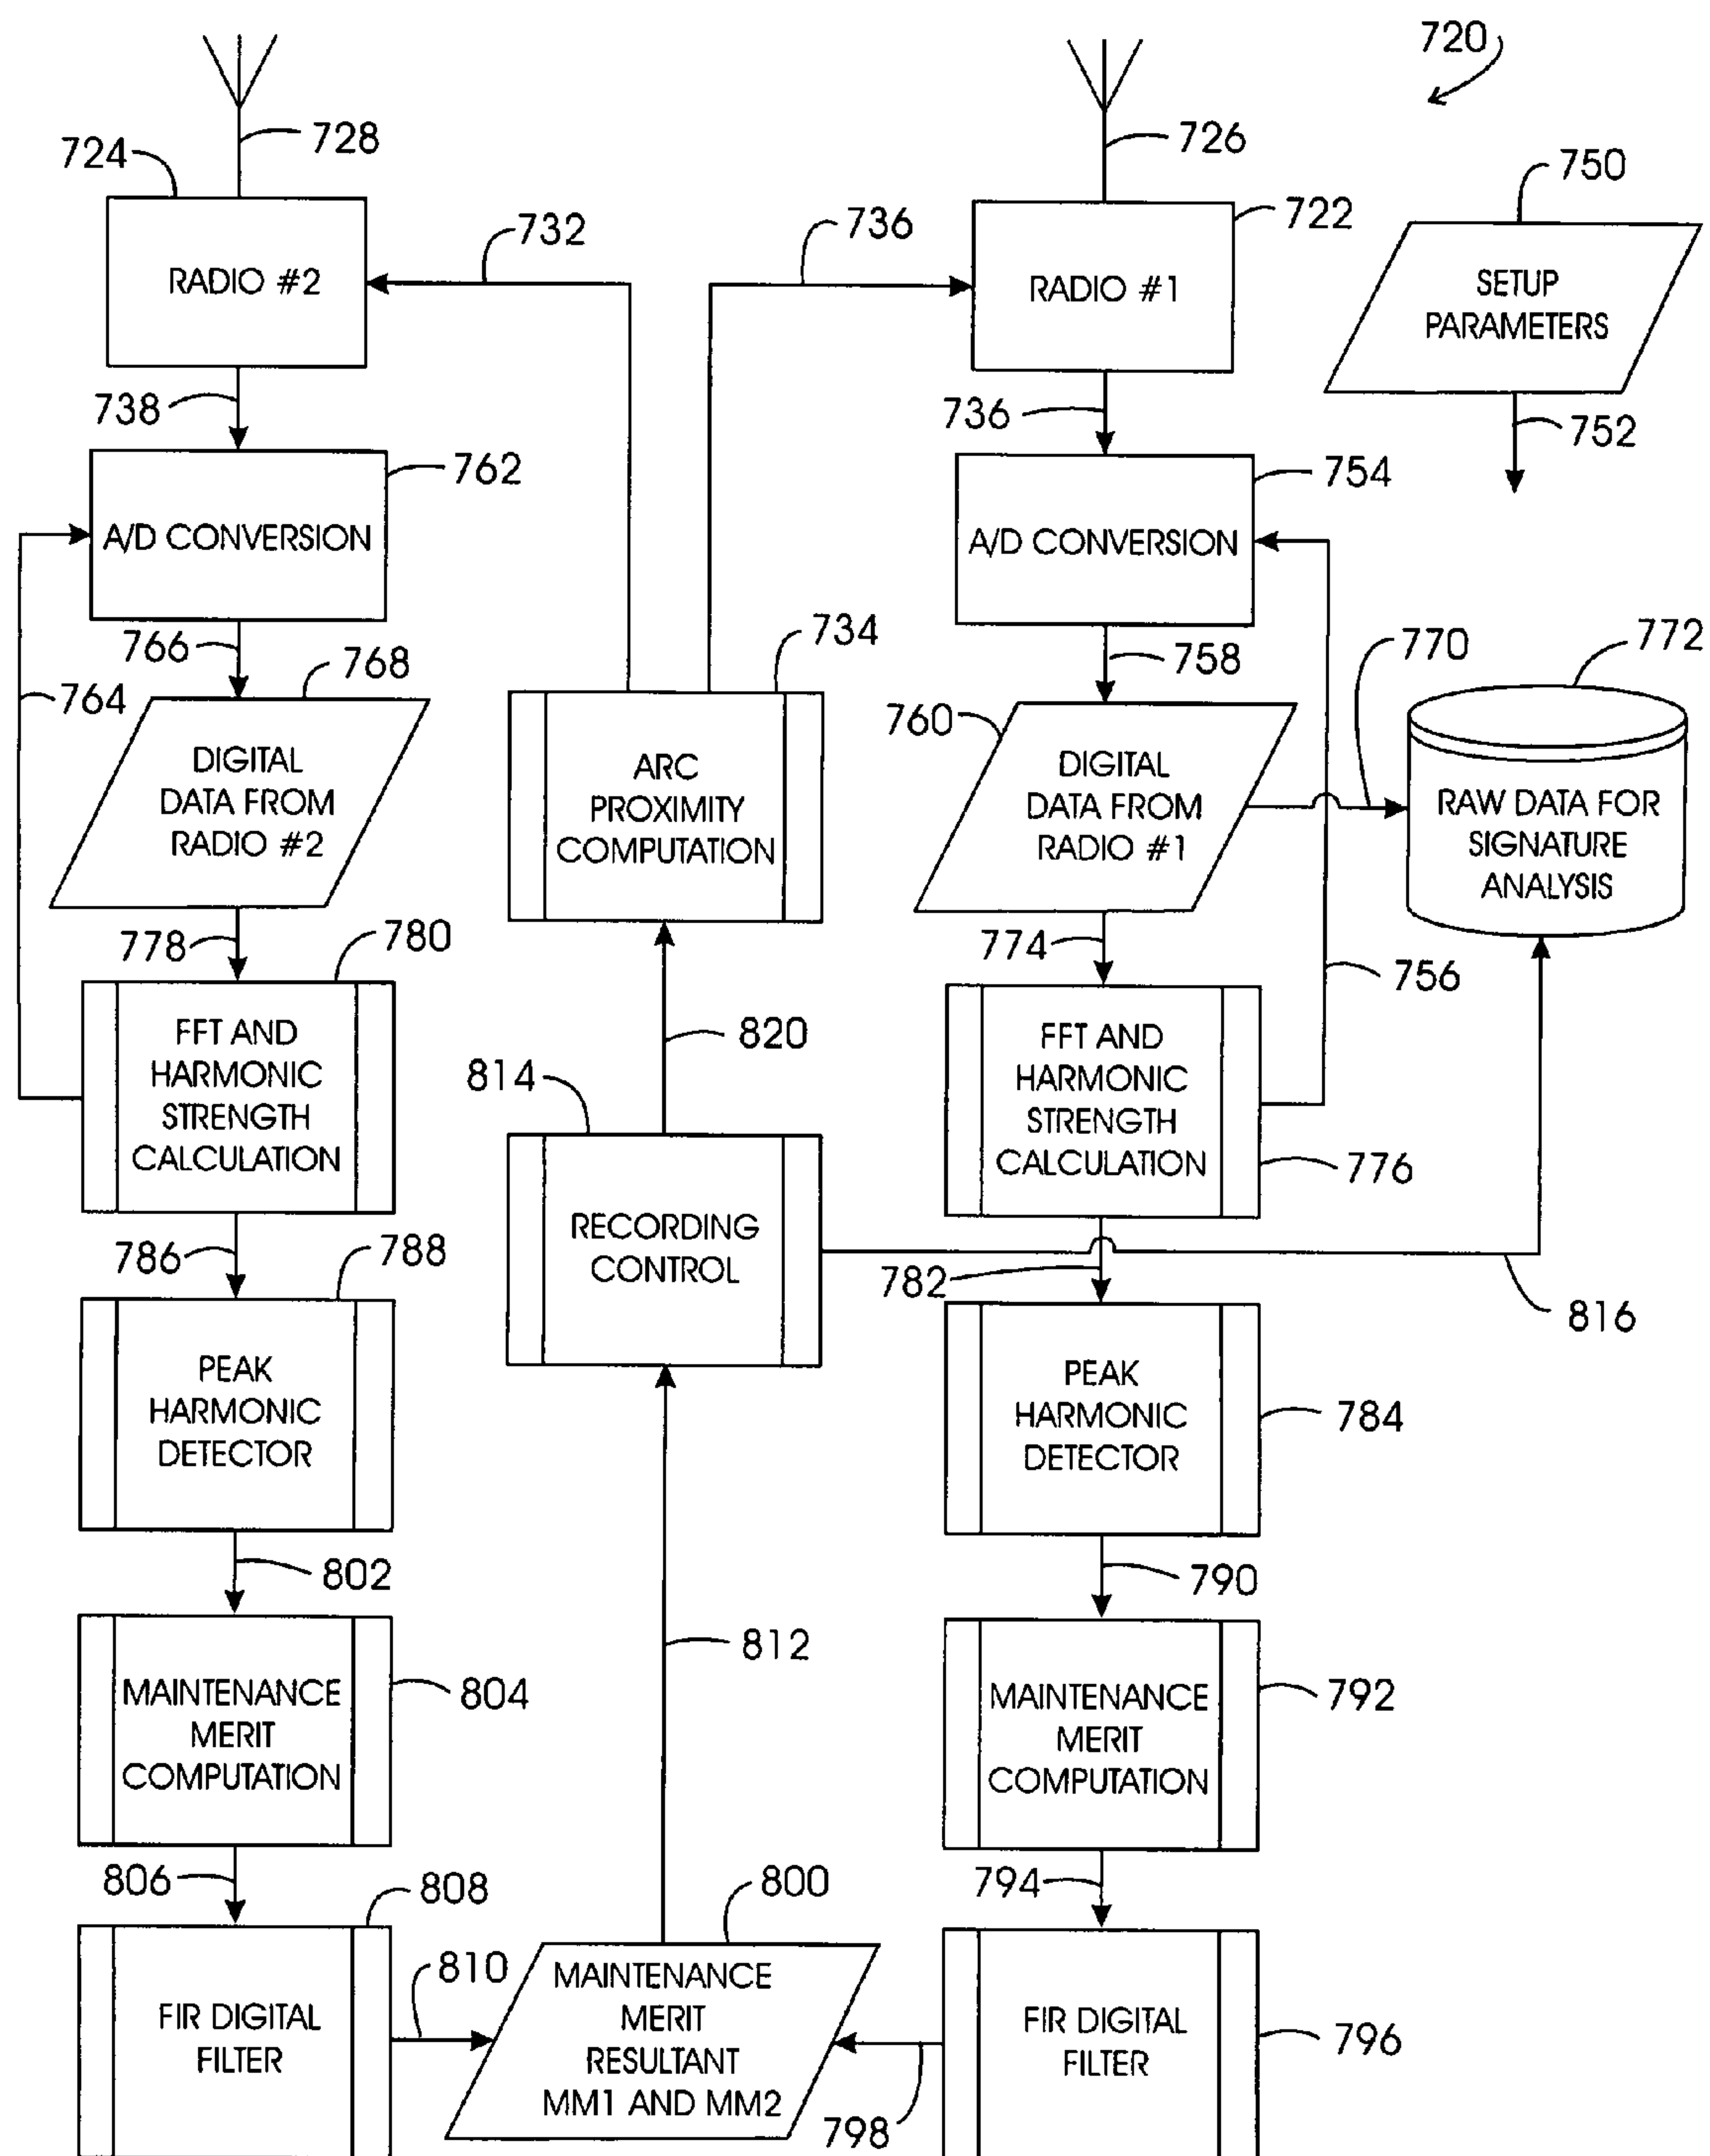 720
728
726
724
750
732
736
722
RADIO #2
RADIO #1
SETUP
PARAMETERS
738
736
752
762
754
A/D CONVERSION
A/D CONVERSION
734
766
768
758
770
772
764
760
DIGITAL
DATA FROM
RADIO #2
ARC
PROXIMITY
COMPUTATION
DIGITAL
DATA FROM
RADIO #1
RAW DATA FOR
SIGNATURE
ANALYSIS
778
780
774
756
820
814
FFT AND
HARMONIC
STRENGTH
CALCULATION
FFT AND
HARMONIC
STRENGTH
CALCULATION
776
RECORDING
CONTROL
786
788
782
816
PEAK
HARMONIC
DETECTOR
PEAK
HARMONIC
DETECTOR
784
802
790
812
MAINTENANCE
MERIT
COMPUTATION
804
MAINTENANCE
MERIT
COMPUTATION
792
806
808
800
794
810
FIR DIGITAL
FILTER
MAINTENANCE
MERIT
RESULTANT
MM1 AND MM2
FIR DIGITAL
FILTER
796
798